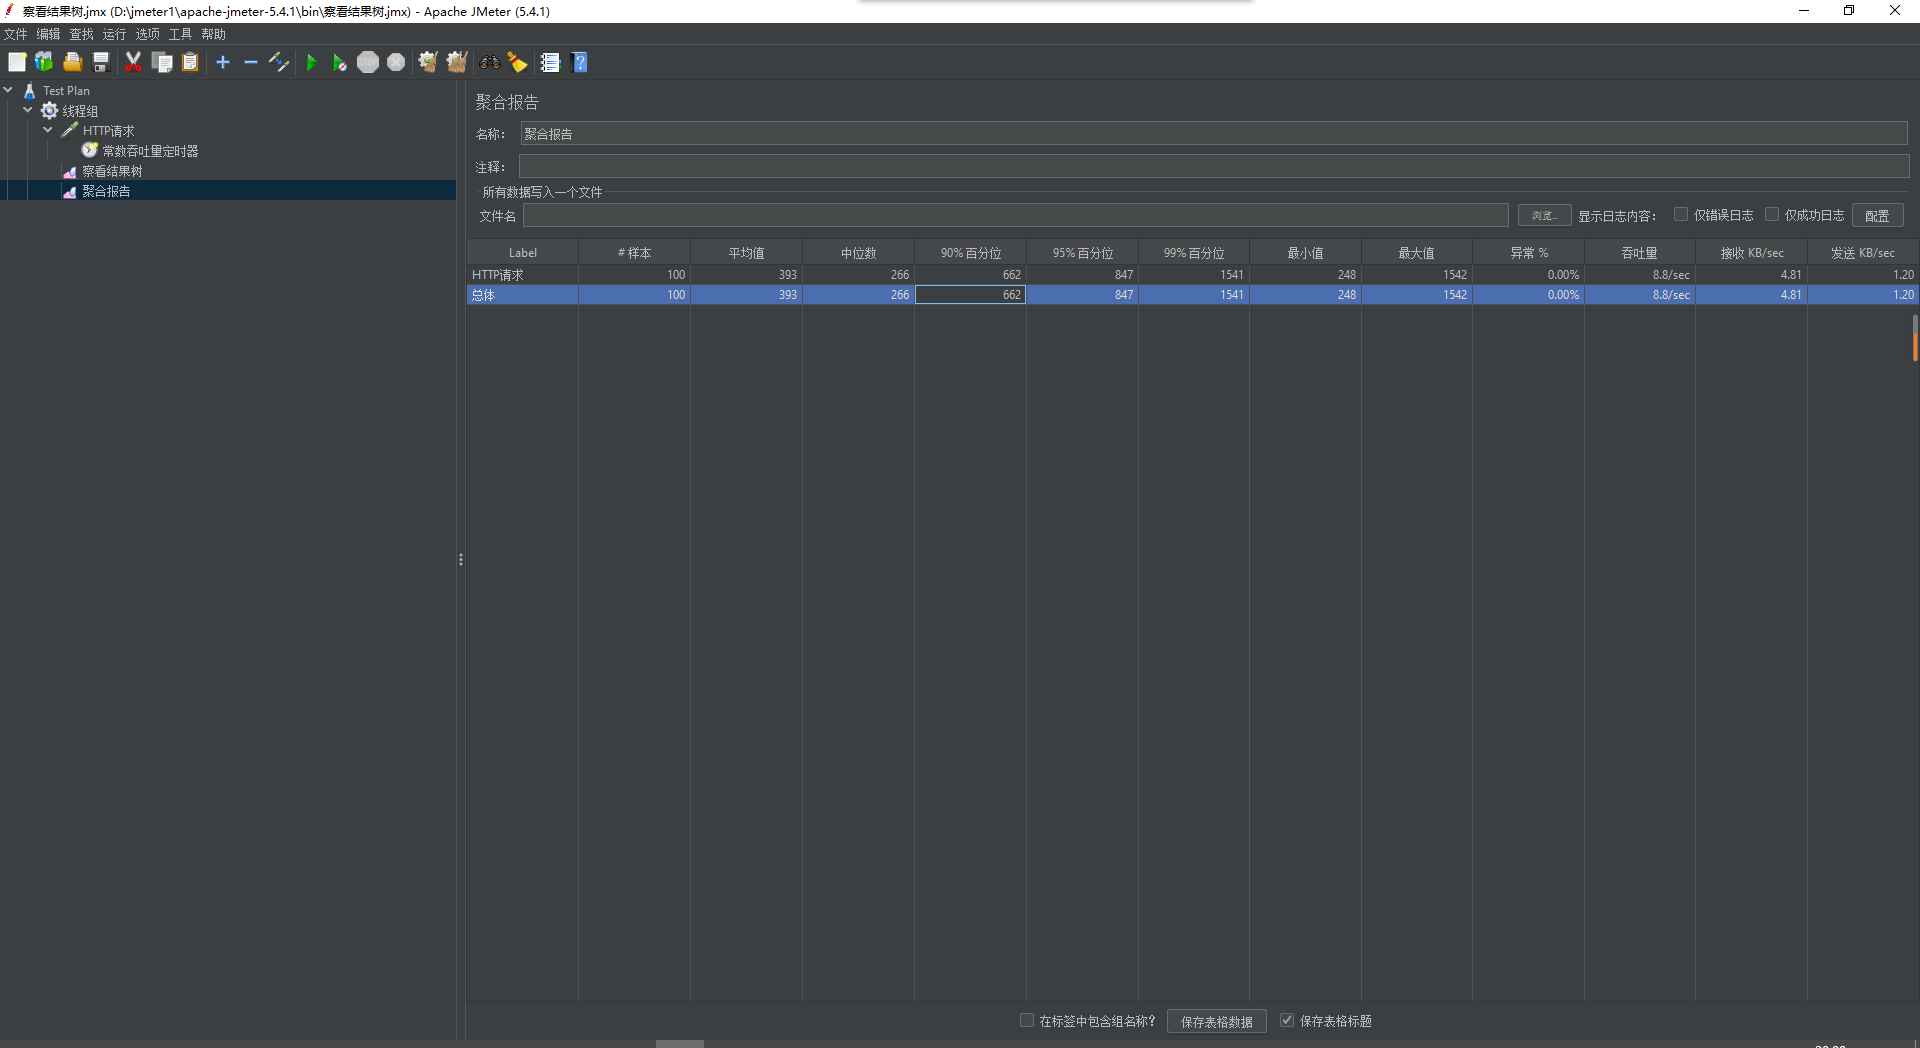 察看结果树.jmx (D:\jmeter1\apache-jmeter-5.4.1\bin\察看结果树.jmx) - Apache JMeter (5.4.1)
文件 编辑 查找 运行 选项 工具 帮助
Test Plan
线程组
HTTP请求
常数吞吐量定时器
察看结果树
聚合报告
聚合报告
名称： 聚合报告
注释：
所有数据写入一个文件
文件名 浏览... 显示日志内容： 仅错误日志 仅成功日志 配置
Label # 样本 平均值 中位数 90% 百分位 95% 百分位 99% 百分位 最小值 最大值 异常 % 吞吐量 接收 KB/sec 发送 KB/sec
HTTP请求 100 393 266 662 847 1541 248 1542 0.00% 8.8/sec 4.81 1.20
总体 100 393 266 662 847 1541 248 1542 0.00% 8.8/sec 4.81 1.20
在标签中包含组名称？ 保存表格数据 保存表格标题